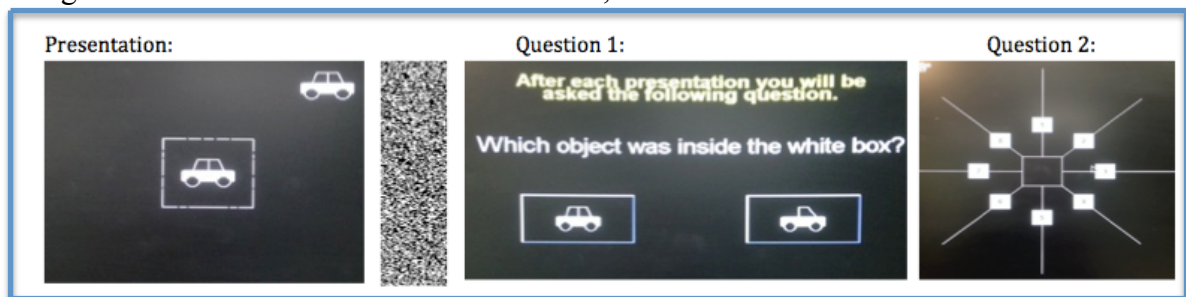 Presentation:
Question 1:
Question 2:
After each presentation you will be
asked the following question.
Which object was inside the white box?